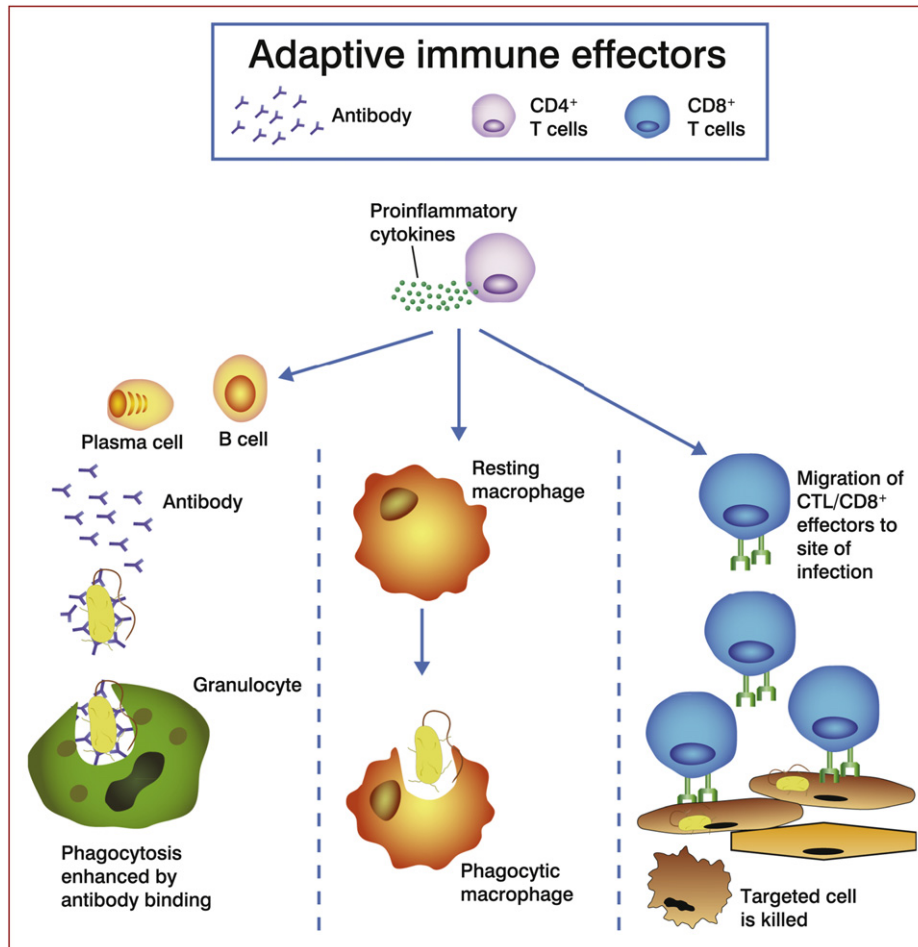 Adaptive immune effectors
Antibody
CD4+
T cells
CD8+
T cells
Proinflammatory
cytokines
Plasma cell
B cell
Antibody
Granulocyte
Phagocytosis
enhanced by
antibody binding
Resting
macrophage
Phagocytic
macrophage
Migration of
CTL/CD8+
effectors to
site of
infection
Targeted cell
is killed